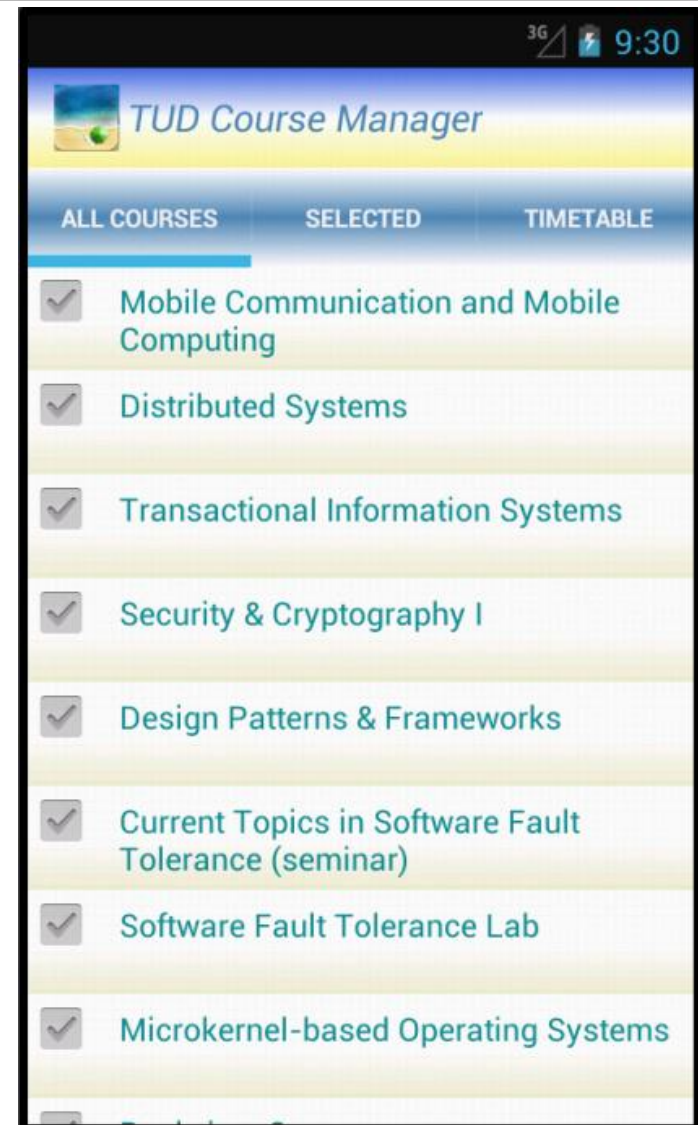 3G 9:30
TUD Course Manager
ALL COURSES SELECTED TIMETABLE
Mobile Communication and Mobile
Computing
Distributed Systems
Transactional Information Systems
Security & Cryptography I
Design Patterns & Frameworks
Current Topics in Software Fault
Tolerance (seminar)
Software Fault Tolerance Lab
Microkernel-based Operating Systems